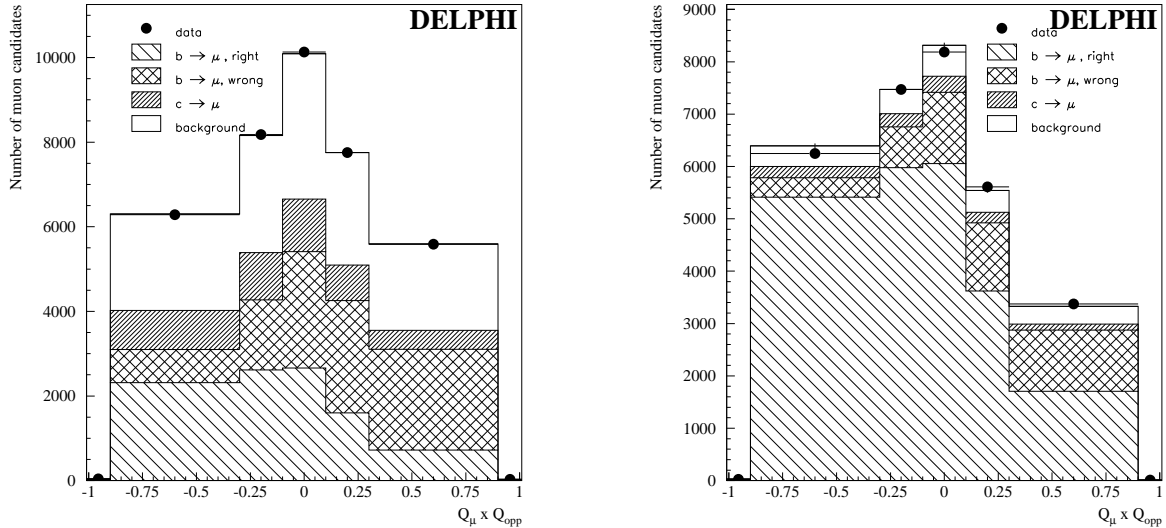 DELPHI
Number of muon candidates
data
b → μ , right
b → μ, wrong
c → μ
background
10000
8000
6000
4000
2000
0
-1 -0.75 -0.5 -0.25 0 0.25 0.5 0.75 1
Q_μ x Q_opp
DELPHI
Number of muon candidates
data
b → μ , right
b → μ, wrong
c → μ
background
9000
8000
7000
6000
5000
4000
3000
2000
1000
0
-1 -0.75 -0.5 -0.25 0 0.25 0.5 0.75 1
Q_μ x Q_opp